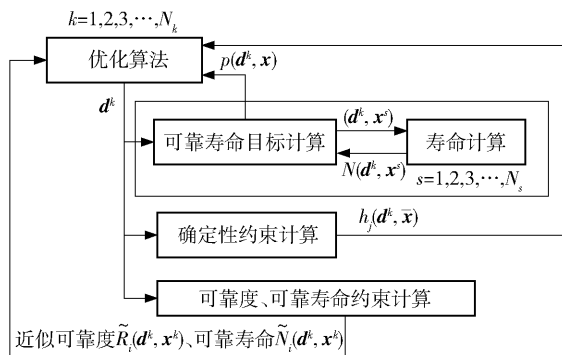 k=1,2,3,⋯,N_k
优化算法
p(d^k, x)
d^k
(d^k, x^s)
可靠寿命目标计算
寿命计算
N(d^k, x^s)
s=1,2,3,⋯,N_s
h_j(d^k, x̄)
确定性约束计算
可靠度、可靠寿命约束计算
近似可靠度R̃_i(d^k, x^k)、可靠寿命Ñ_i(d^k, x^k)